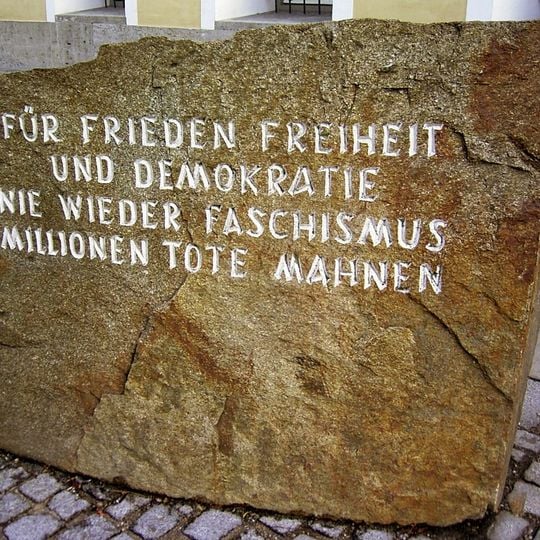 FÜR FRIEDEN FREIHEIT
UND DEMOKRATIE
NIE WIEDER FASCHISMUS
MILLIONEN TOTE MAHNEN